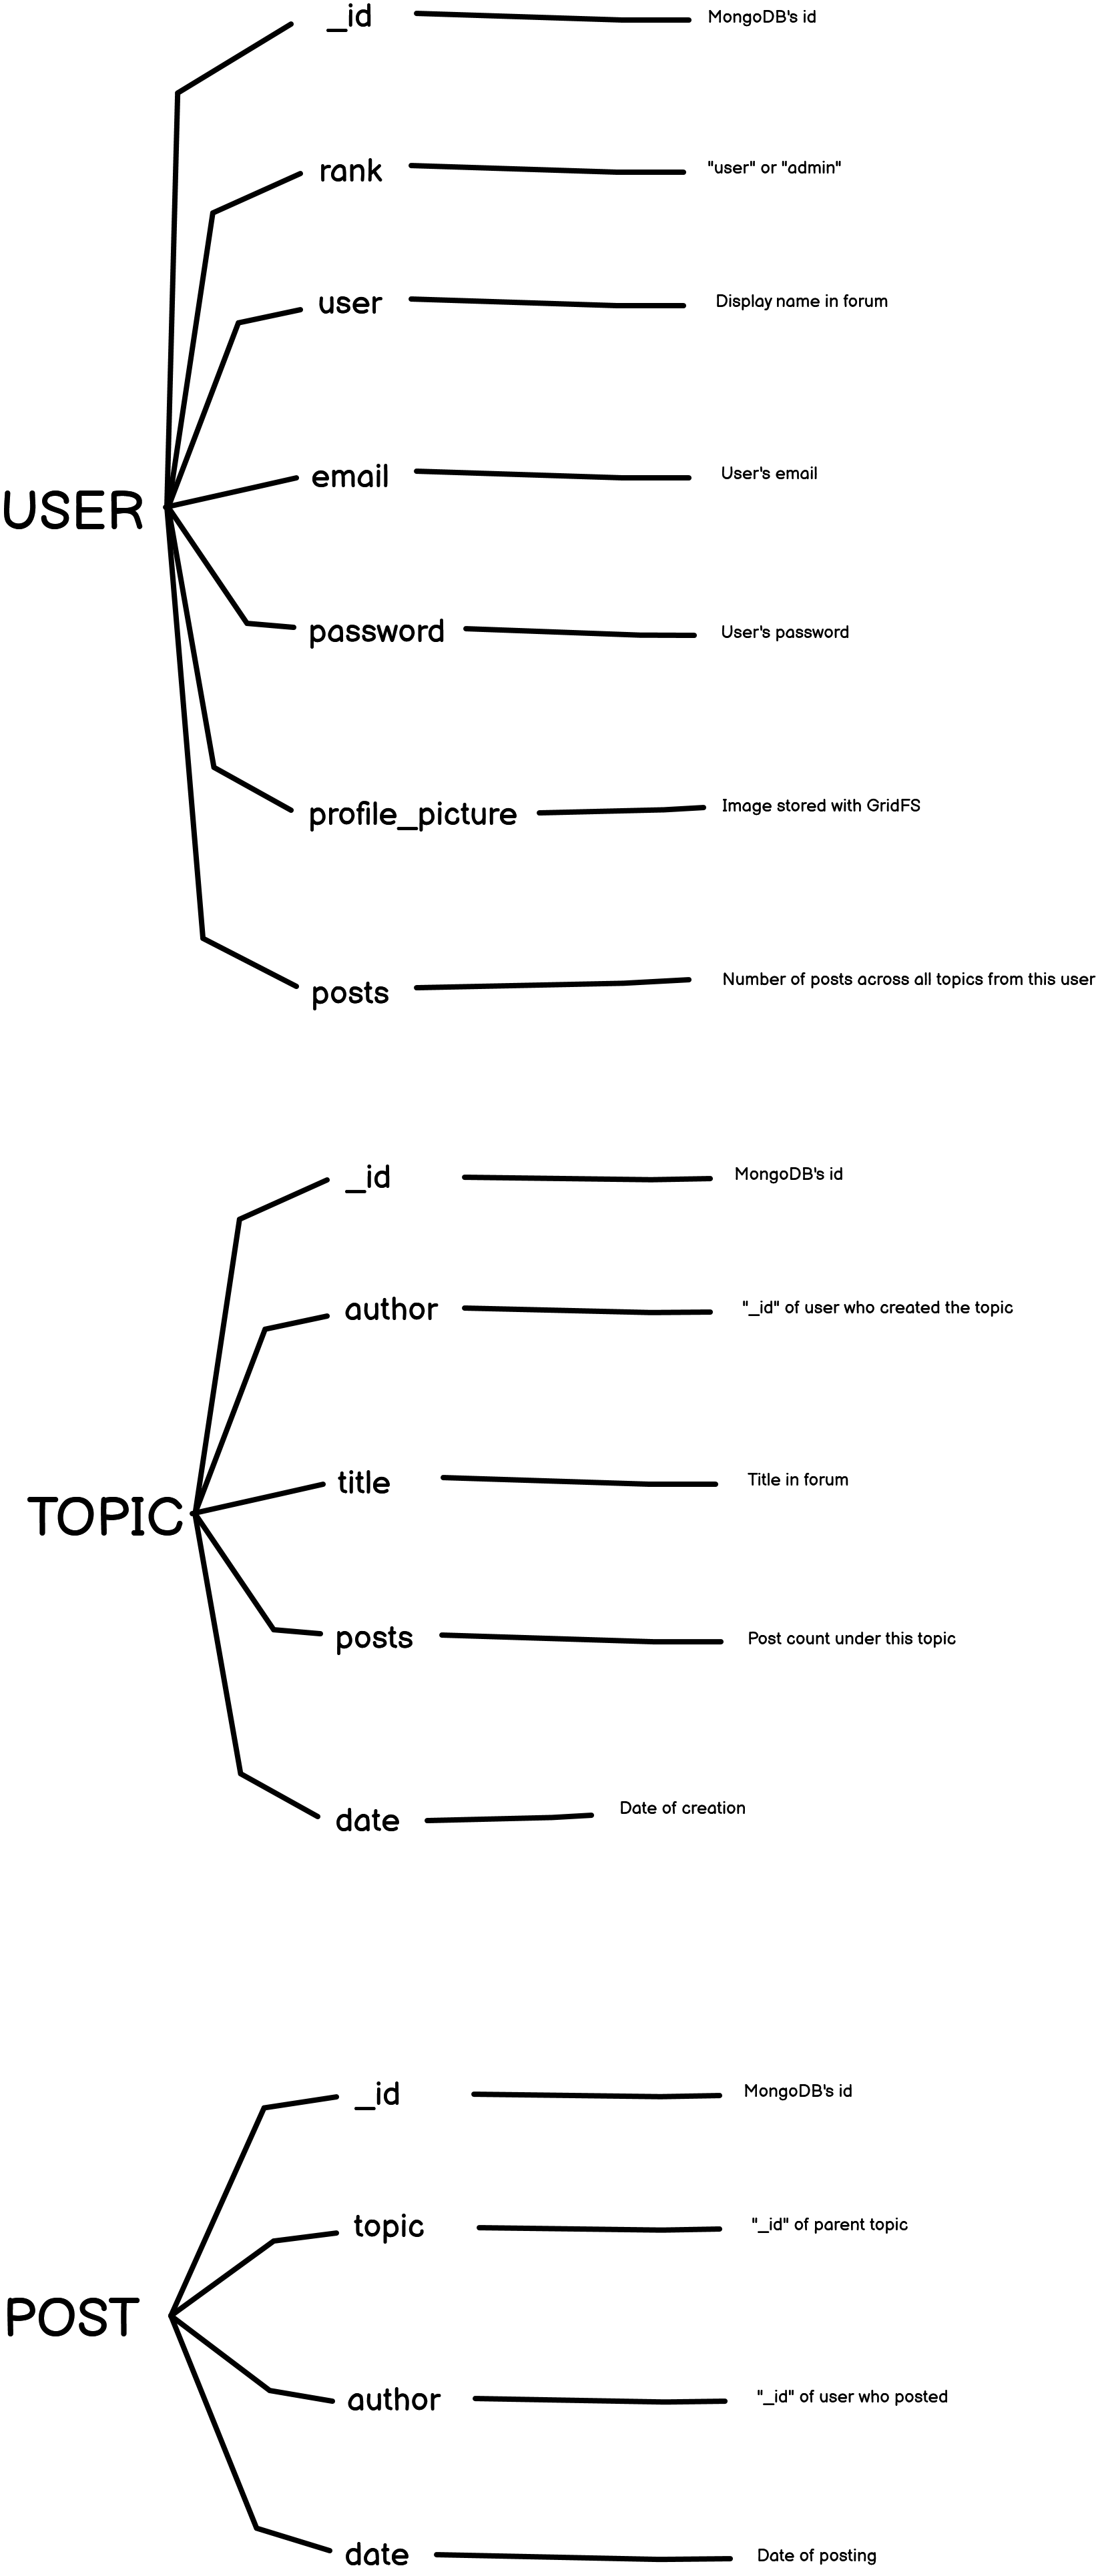 _id MongoDB's id
rank "user" or "admin"
user Display name in forum
email User's email
USER
password User's password
profile_picture Image stored with GridFS
posts Number of posts across all topics from this user
_id MongoDB's id
author "_id" of user who created the topic
title Title in forum
TOPIC
posts Post count under this topic
date Date of creation
_id MongoDB's id
topic "_id" of parent topic
POST
author "_id" of user who posted
date Date of posting